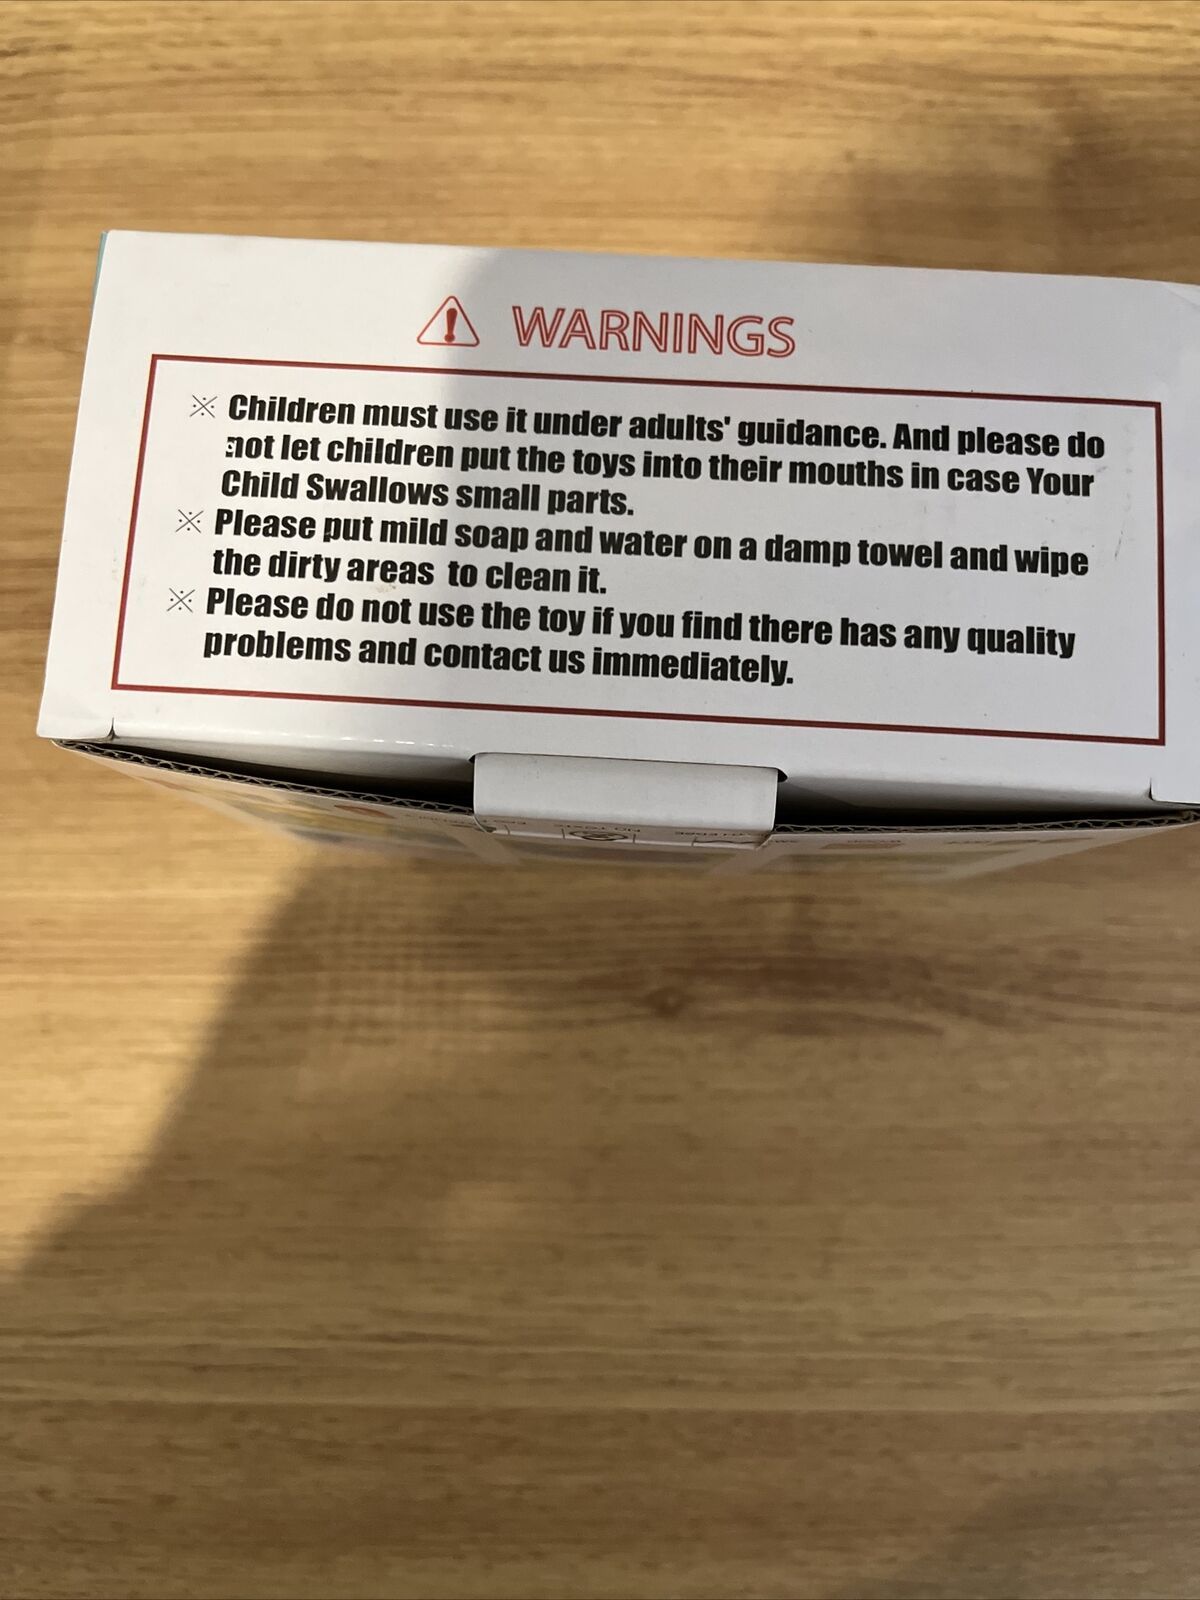 WARNINGS
※ Children must use it under adults' guidance. And please do
not let children put the toys into their mouths in case Your
Child Swallows small parts.
※ Please put mild soap and water on a damp towel and wipe
the dirty areas to clean it.
※ Please do not use the toy if you find there has any quality
problems and contact us immediately.